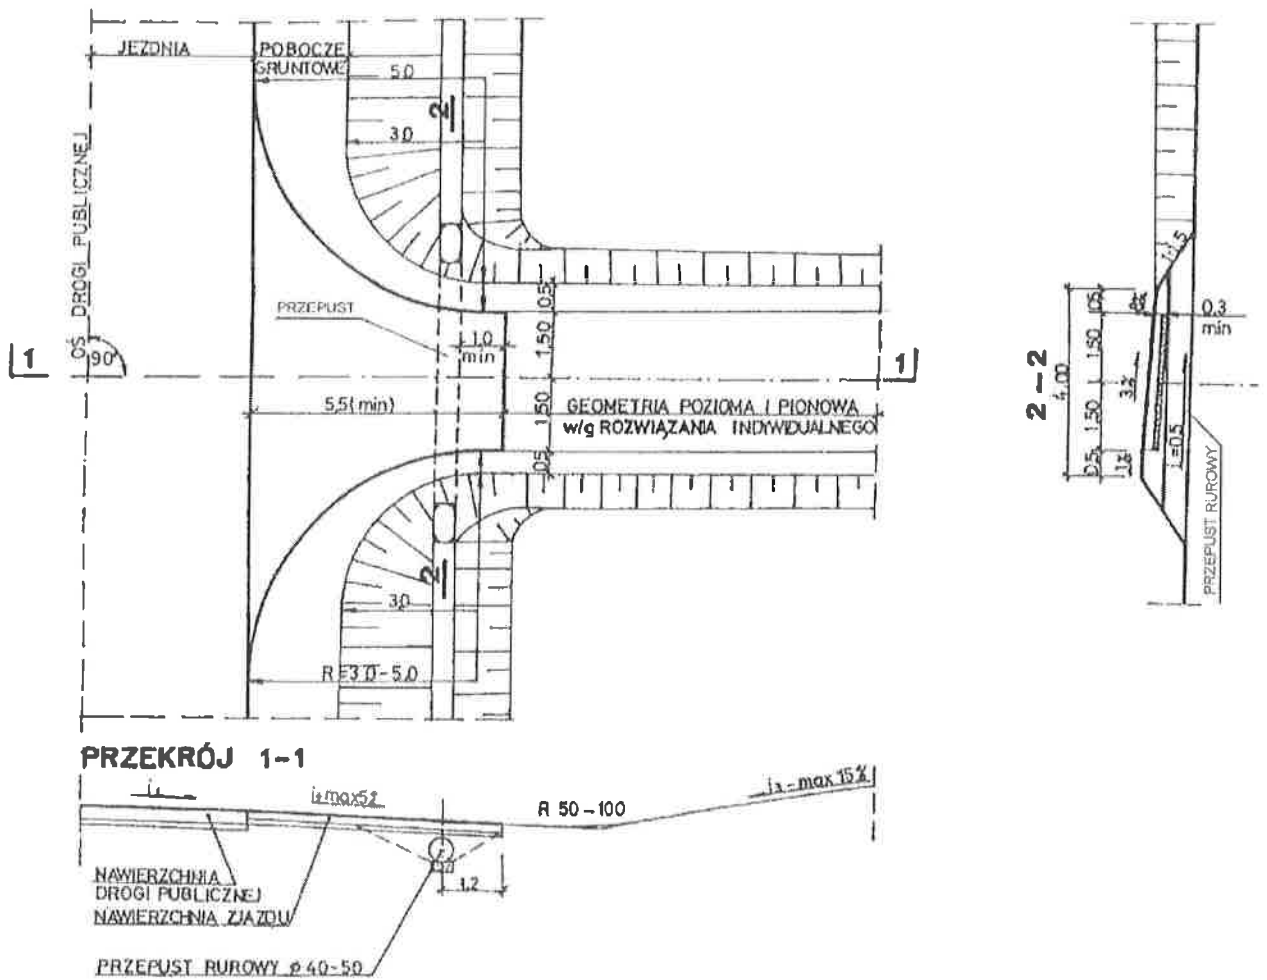 JEZDNIA
POBOCZE
GRUNTOWE
5,0
OŚ DROGI PUBLICZNEJ
2
3,0
PRZEPUST
0,5
1,50
1,0
min
1
90°
1
5,5(min)
1,50
GEOMETRIA POZIOMA I PIONOWA
w/g ROZWIĄZANIA INDYWIDUALNEGO
0,5
2
3,0
R=3,0-5,0
1:1,5
0,5
0,3
min
1,50
2-2
4,00
3%
1,50
i=0,5
0,5
PRZEPUST RUROWY
PRZEKRÓJ 1-1
i max 5%
R 50-100
max 15%
NAWIERZCHNIA
DROGI PUBLICZNEJ
NAWIERZCHNIA ZJAZDU
1,2
PRZEPUST RUROWY ø 40-50